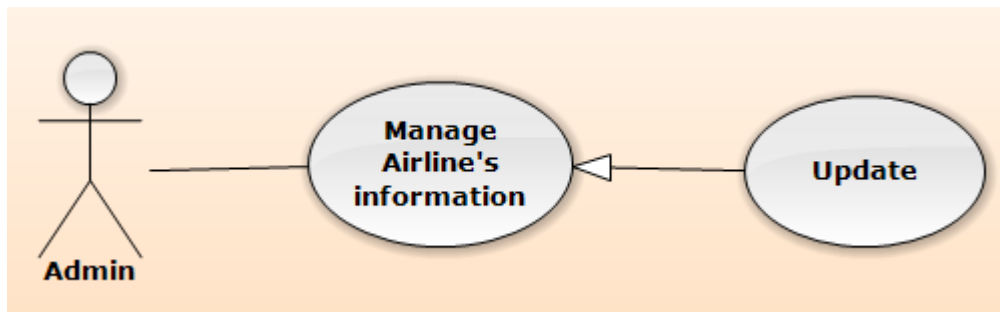 Manage
Airline's
information
Update
Admin